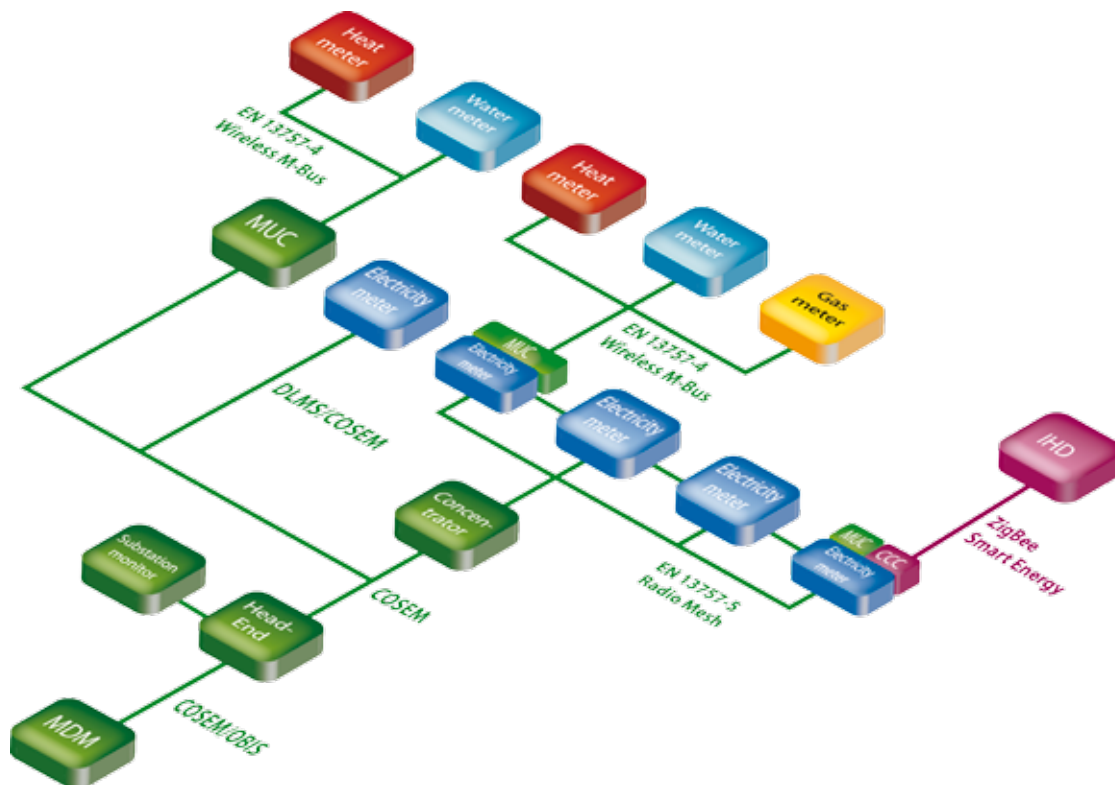 Heat
meter
EN 13757-4
Wireless M-Bus
Water
meter
Heat
meter
MUC
Water
meter
Electricity
meter
Gas
meter
MUC
Electricity
meter
EN 13757-4
Wireless M-Bus
DLMS/COSEM
Electricity
meter
IHD
Electricity
meter
Concen-
trator
ZigBee
Smart Energy
MUC
CCC
Electricity
meter
Substation
monitor
EN 13757-5
Radio Mesh
COSEM
Head-
End
COSEM/OBIS
MDM